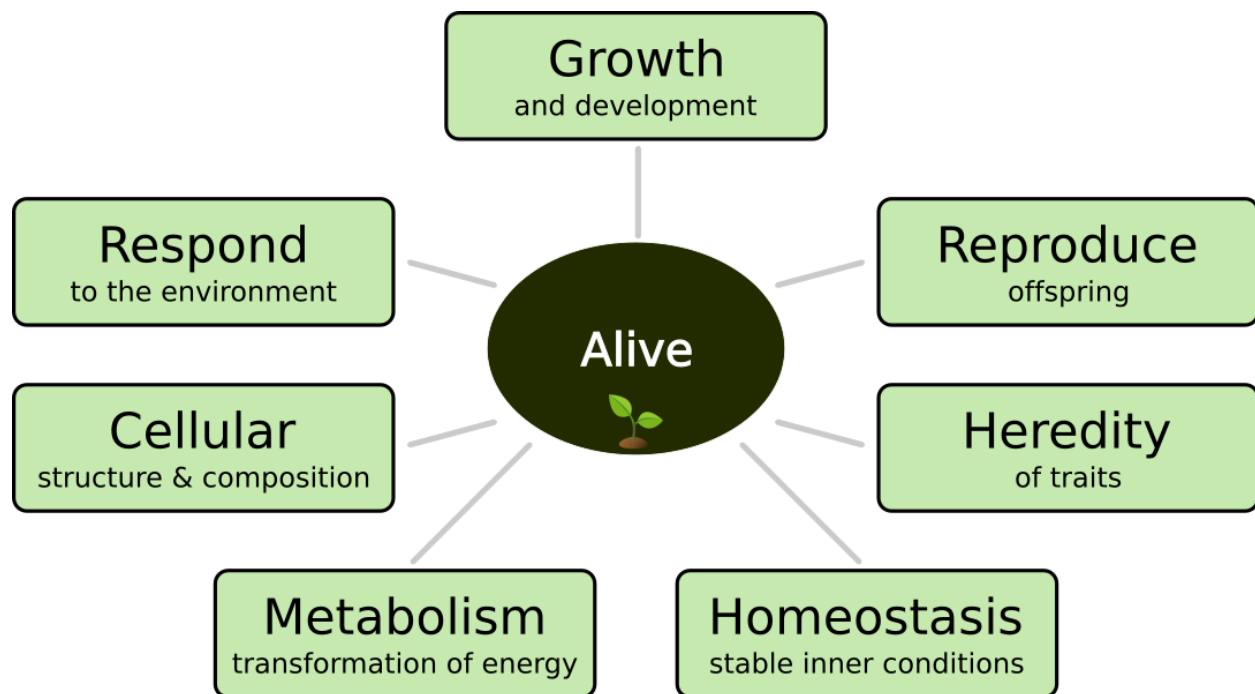 Growth
and development
Respond
to the environment
Reproduce
offspring
Alive
Cellular
structure & composition
Heredity
of traits
Metabolism
transformation of energy
Homeostasis
stable inner conditions